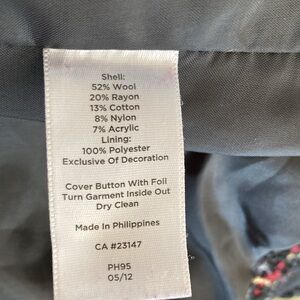 Shell:
52% Wool
20% Rayon
13% Cotton
8% Nylon
7% Acrylic
Lining:
100% Polyester
Exclusive Of Decoration
Cover Button With Foil
Turn Garment Inside Out
Dry Clean
Made In Philippines
CA #23147
PH95
05/12